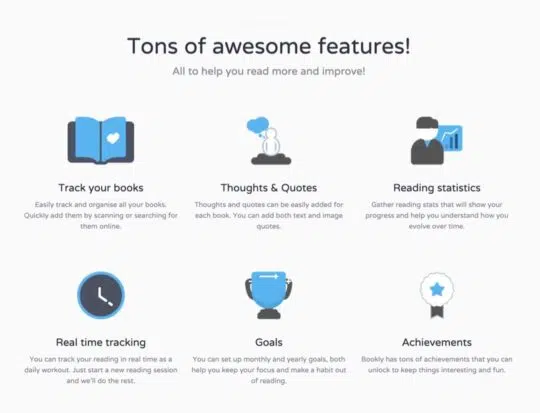 Tons of awesome features!
All to help you read more and improve!
Track your books
Easily track and organise all your books.
Quickly add them by scanning or searching for
them online.
Thoughts & Quotes
Thoughts and quotes can be easily added for
each book. You can add both text and image
quotes.
Reading statistics
Gather reading stats that will show your
progress and help you understand how you
evolve over time.
Real time tracking
You can track your reading in real time as a
daily workout. Just start a new reading session
and we'll do the rest.
Goals
You can set up monthly and yearly goals, both
help you keep your focus and make a habit out
of reading.
Achievements
Bookly has tons of achievements that you can
unlock to keep things interesting and fun.